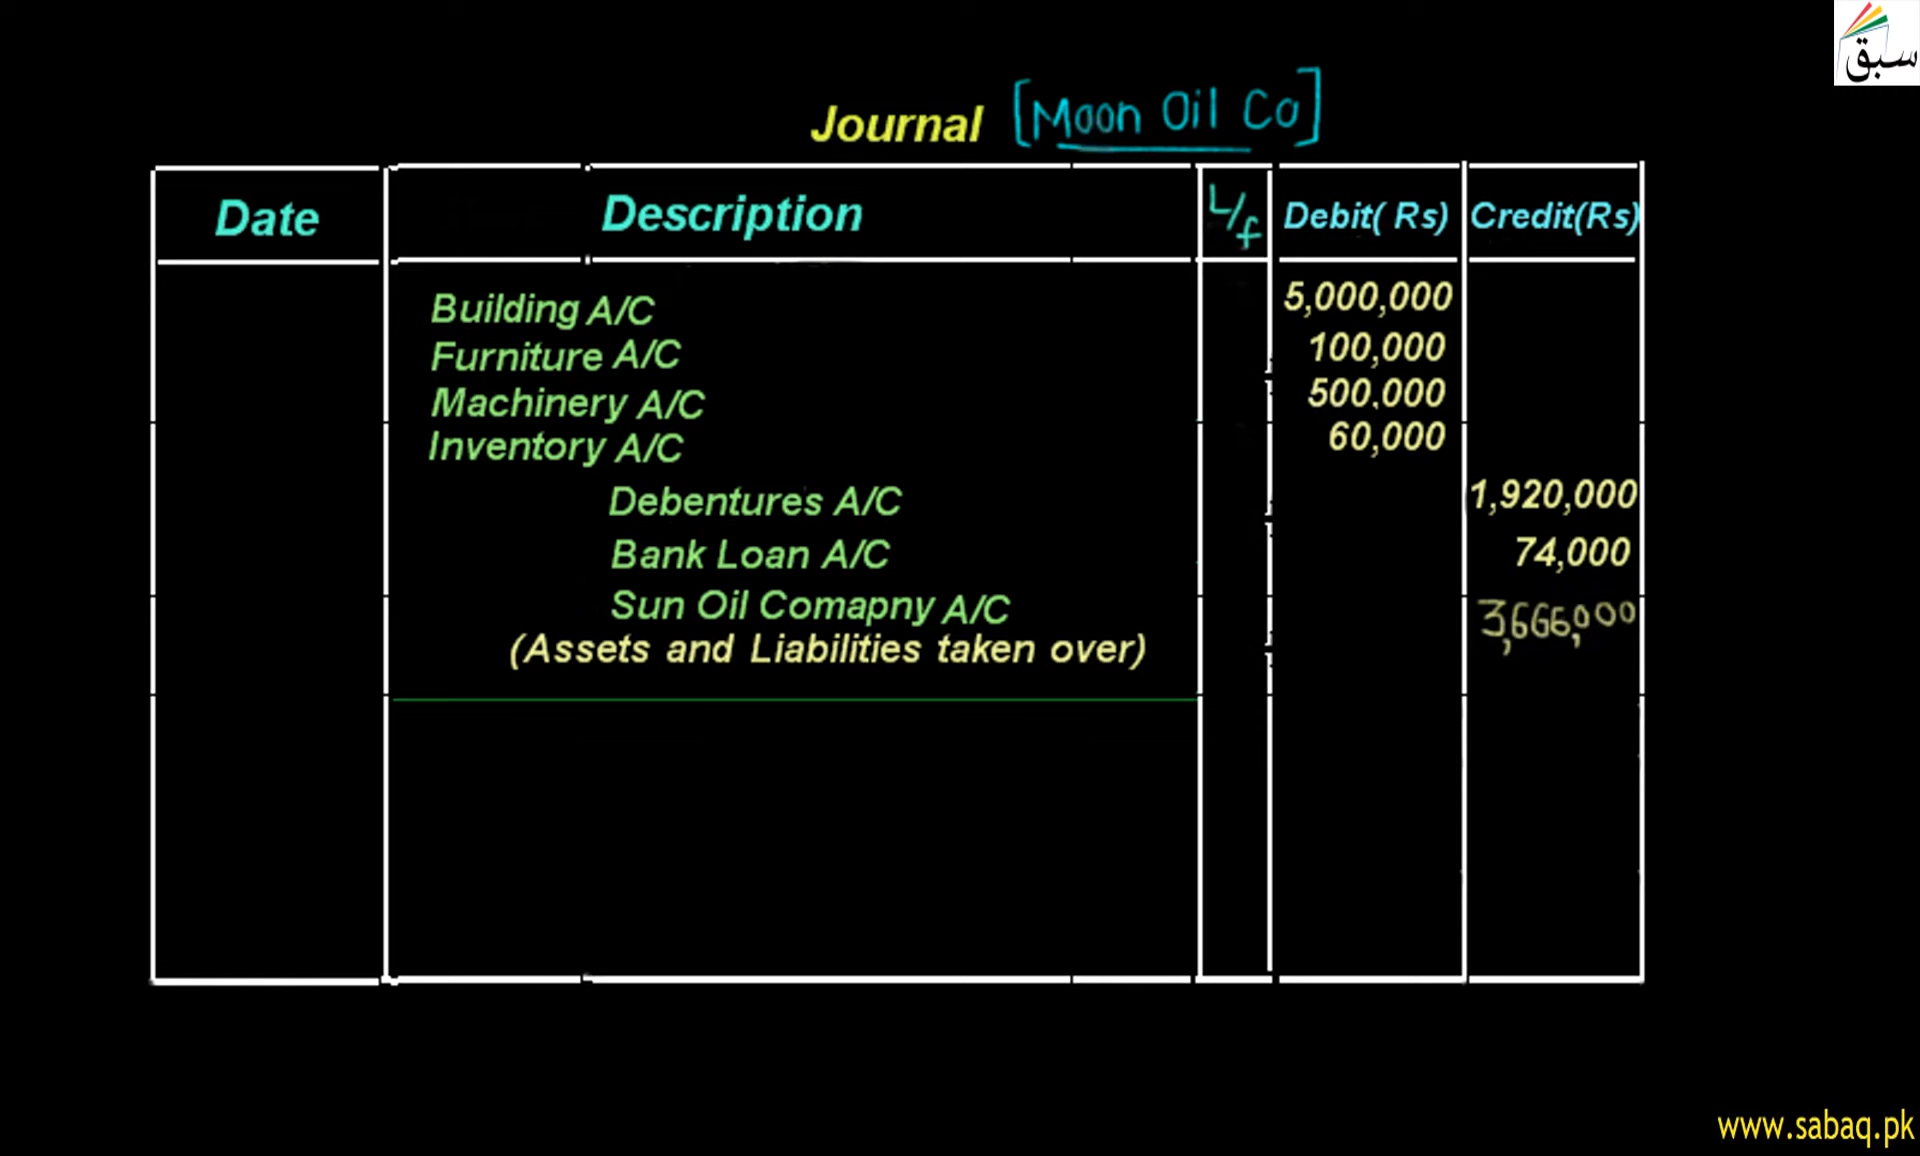 سبق
Journal [Moon Oil Co]
Date Description L/f Debit( Rs) Credit(Rs)
Building A/C 5,000,000
Furniture A/C 100,000
Machinery A/C 500,000
Inventory A/C 60,000
Debentures A/C 1,920,000
Bank Loan A/C 74,000
Sun Oil Comapny A/C 3,666,000
(Assets and Liabilities taken over)
www.sabaq.pk